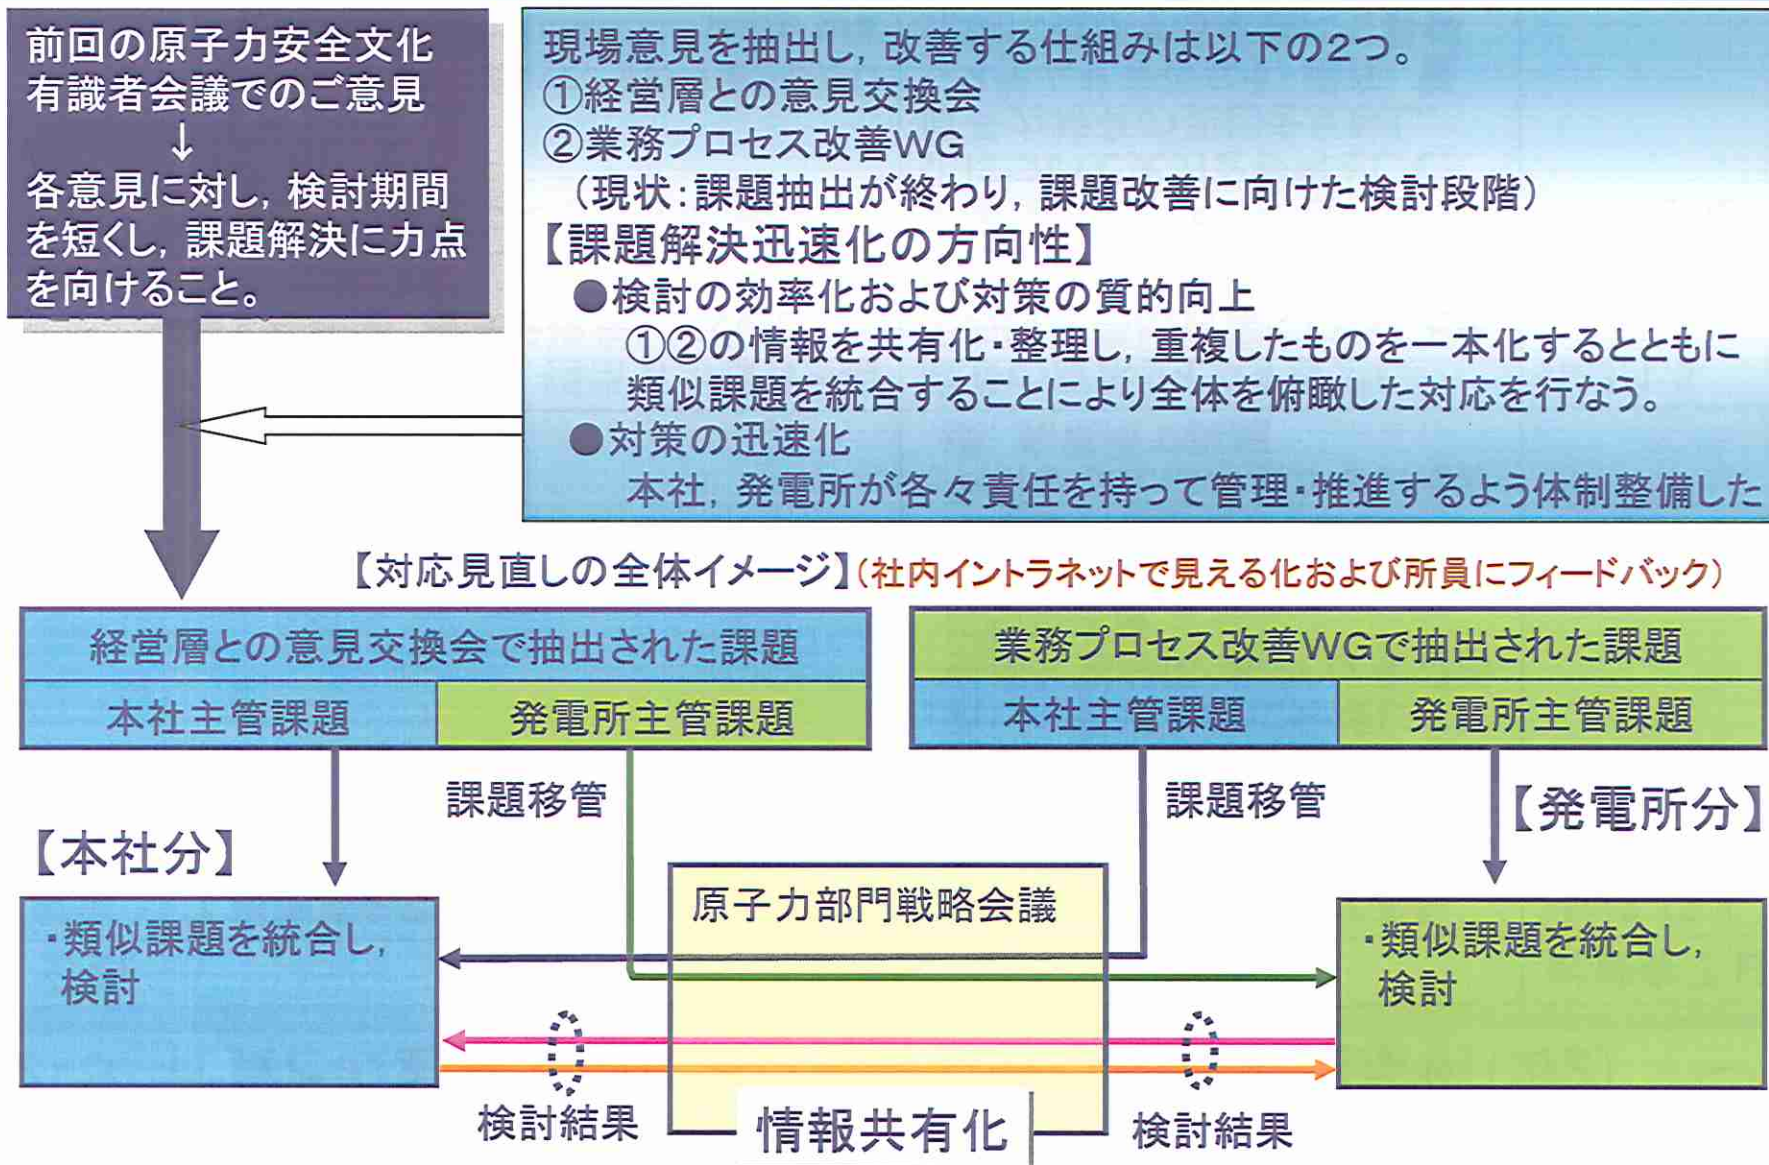 前回の原子力安全文化
有識者会議でのご意見
↓
各意見に対し，検討期間
を短くし，課題解決に力点
を向けること。
現場意見を抽出し，改善する仕組みは以下の２つ。
①経営層との意見交換会
②業務プロセス改善ＷＧ
（現状：課題抽出が終わり，課題改善に向けた検討段階）
【課題解決迅速化の方向性】
●検討の効率化および対策の質的向上
①②の情報を共有化・整理し，重複したものを一本化するとともに
類似課題を統合することにより全体を俯瞰した対応を行なう。
●対策の迅速化
本社，発電所が各々責任を持って管理・推進するよう体制整備した
【対応見直しの全体イメージ】（社内イントラネットで見える化および所員にフィードバック）
経営層との意見交換会で抽出された課題
本社主管課題
発電所主管課題
業務プロセス改善ＷＧで抽出された課題
本社主管課題
発電所主管課題
課題移管
課題移管
【本社分】
【発電所分】
・類似課題を統合し，
検討
原子力部門戦略会議
・類似課題を統合し，
検討
検討結果
情報共有化
検討結果